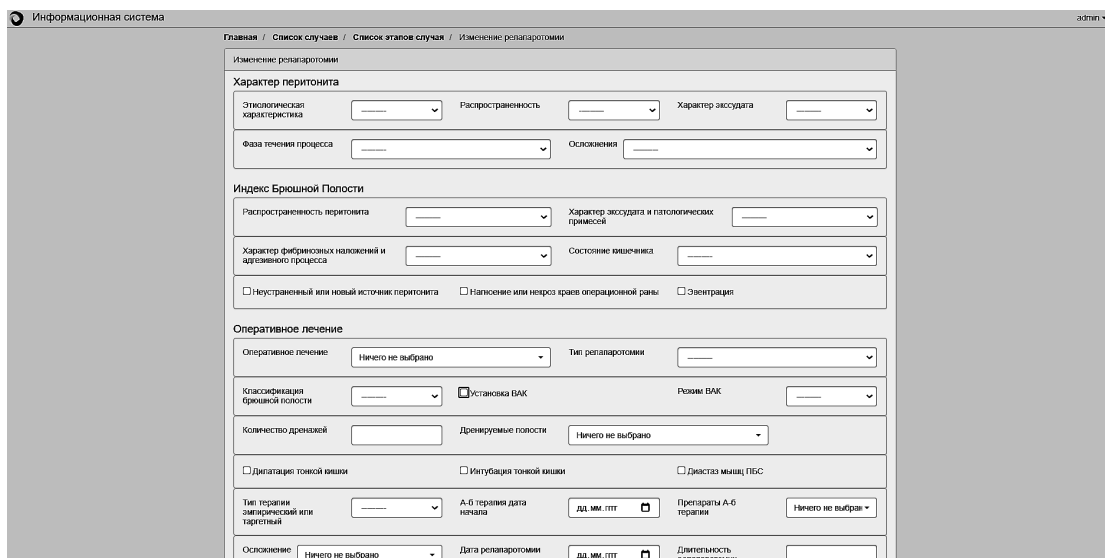 Информационная система
admin
Главная / Список случаев / Список этапов случая / Изменение релапаротомии
Изменение релапаротомии
Характер перитонита
Этиологическая характеристика
---------
Распространенность
---------
Характер экссудата
---------
Фаза течения процесса
---------
Осложнения
---------
Индекс Брюшной Полости
Распространенность перитонита
---------
Характер экссудата и патологических примесей
---------
Характер фибринозных наложений и адгезивного процесса
---------
Состояние кишечника
---------
Неустраненный или новый источник перитонита
Нагноение или некроз краев операционной раны
Эвентрация
Оперативное лечение
Оперативное лечение
Ничего не выбрано
Тип релапаротомии
---------
Классификация брюшной полости
---------
Установка ВАК
Режим ВАК
---------
Количество дренажей
Дренируемые полости
Ничего не выбрано
Дилатация тонкой кишки
Интубация тонкой кишки
Диастаз мышц ПБС
Тип терапии эмпирический или таргетный
---------
А-б терапия дата начала
дд.мм.гггг
Препараты А-б терапии
Ничего не выбран
Осложнение
Ничего не выбрано
Дата релапаротомии
дд.мм.гггг
Длительность